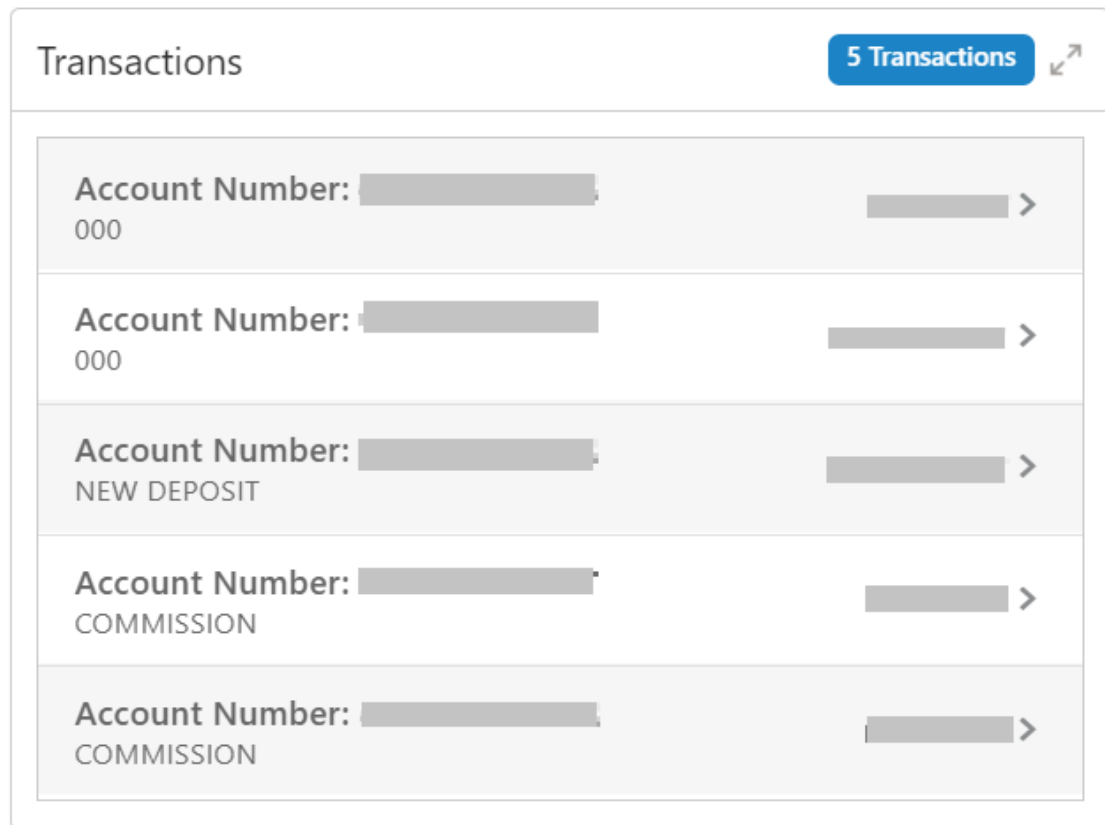 Transactions
5 Transactions
Account Number:
000
Account Number:
000
Account Number:
NEW DEPOSIT
Account Number:
COMMISSION
Account Number:
COMMISSION